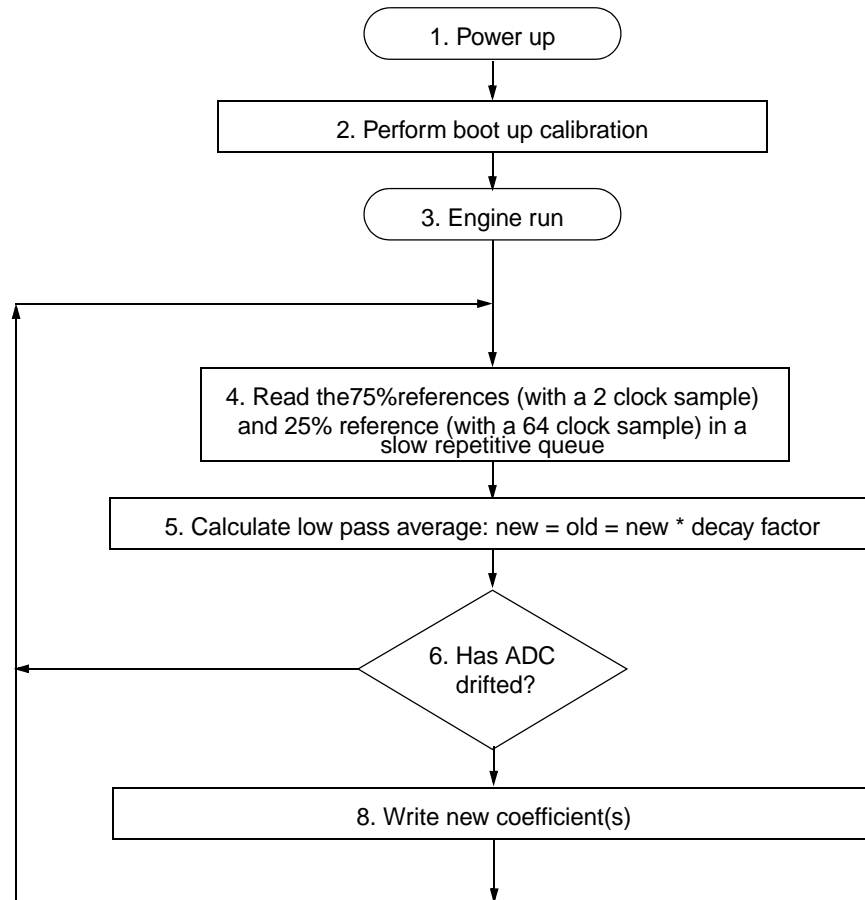 1. Power up
2. Perform boot up calibration
3. Engine run
4. Read the75%references (with a 2 clock sample)
and 25% reference (with a 64 clock sample) in a
slow repetitive queue
5. Calculate low pass average: new = old = new * decay factor
6. Has ADC
drifted?
8. Write new coefficient(s)